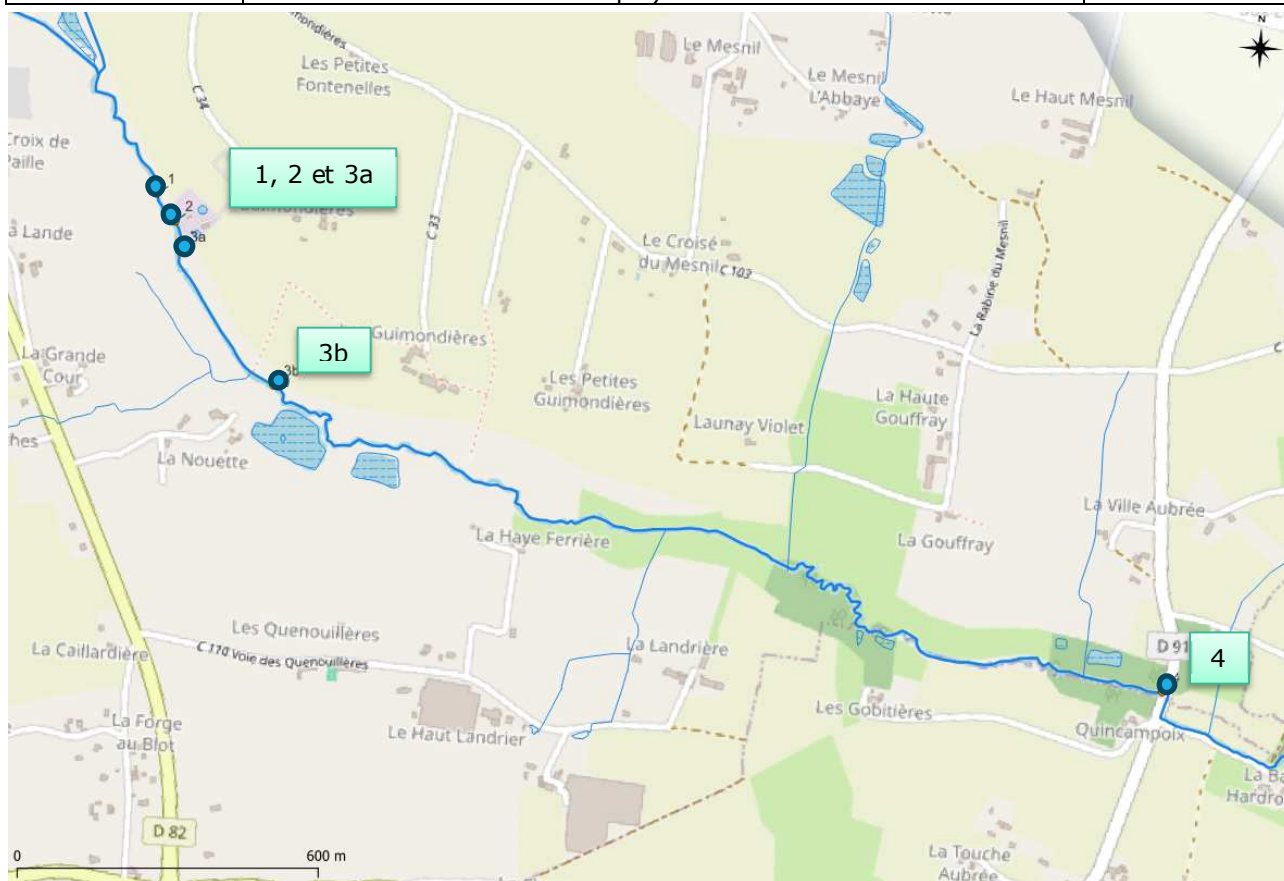 N
Les Petites
Fontenelles
C 34
Le Mesnil
Le Mesnil
L'Abbaye
Le Haut Mesnil
Croix de
Paille
1
2
3a
1, 2 et 3a
C 33
Le Croisé
du Mesnil
C 103
La Rabine du Mesnil
La Grande
Cour
3b
Guimondières
Les Petites
Guimondières
La Haute
Gouffray
Launay Violet
La Nouette
La Ville Aubrée
La Gouffray
La Haye Ferrière
Les Quenouillères
La Landrière
La Caillardière
C 110 Voie des Quenouillères
D 91
4
La Forge
au Blot
Le Haut Landrier
Les Gobitières
Quincampoix
D 82
0 600 m
La Touche
Aubrée